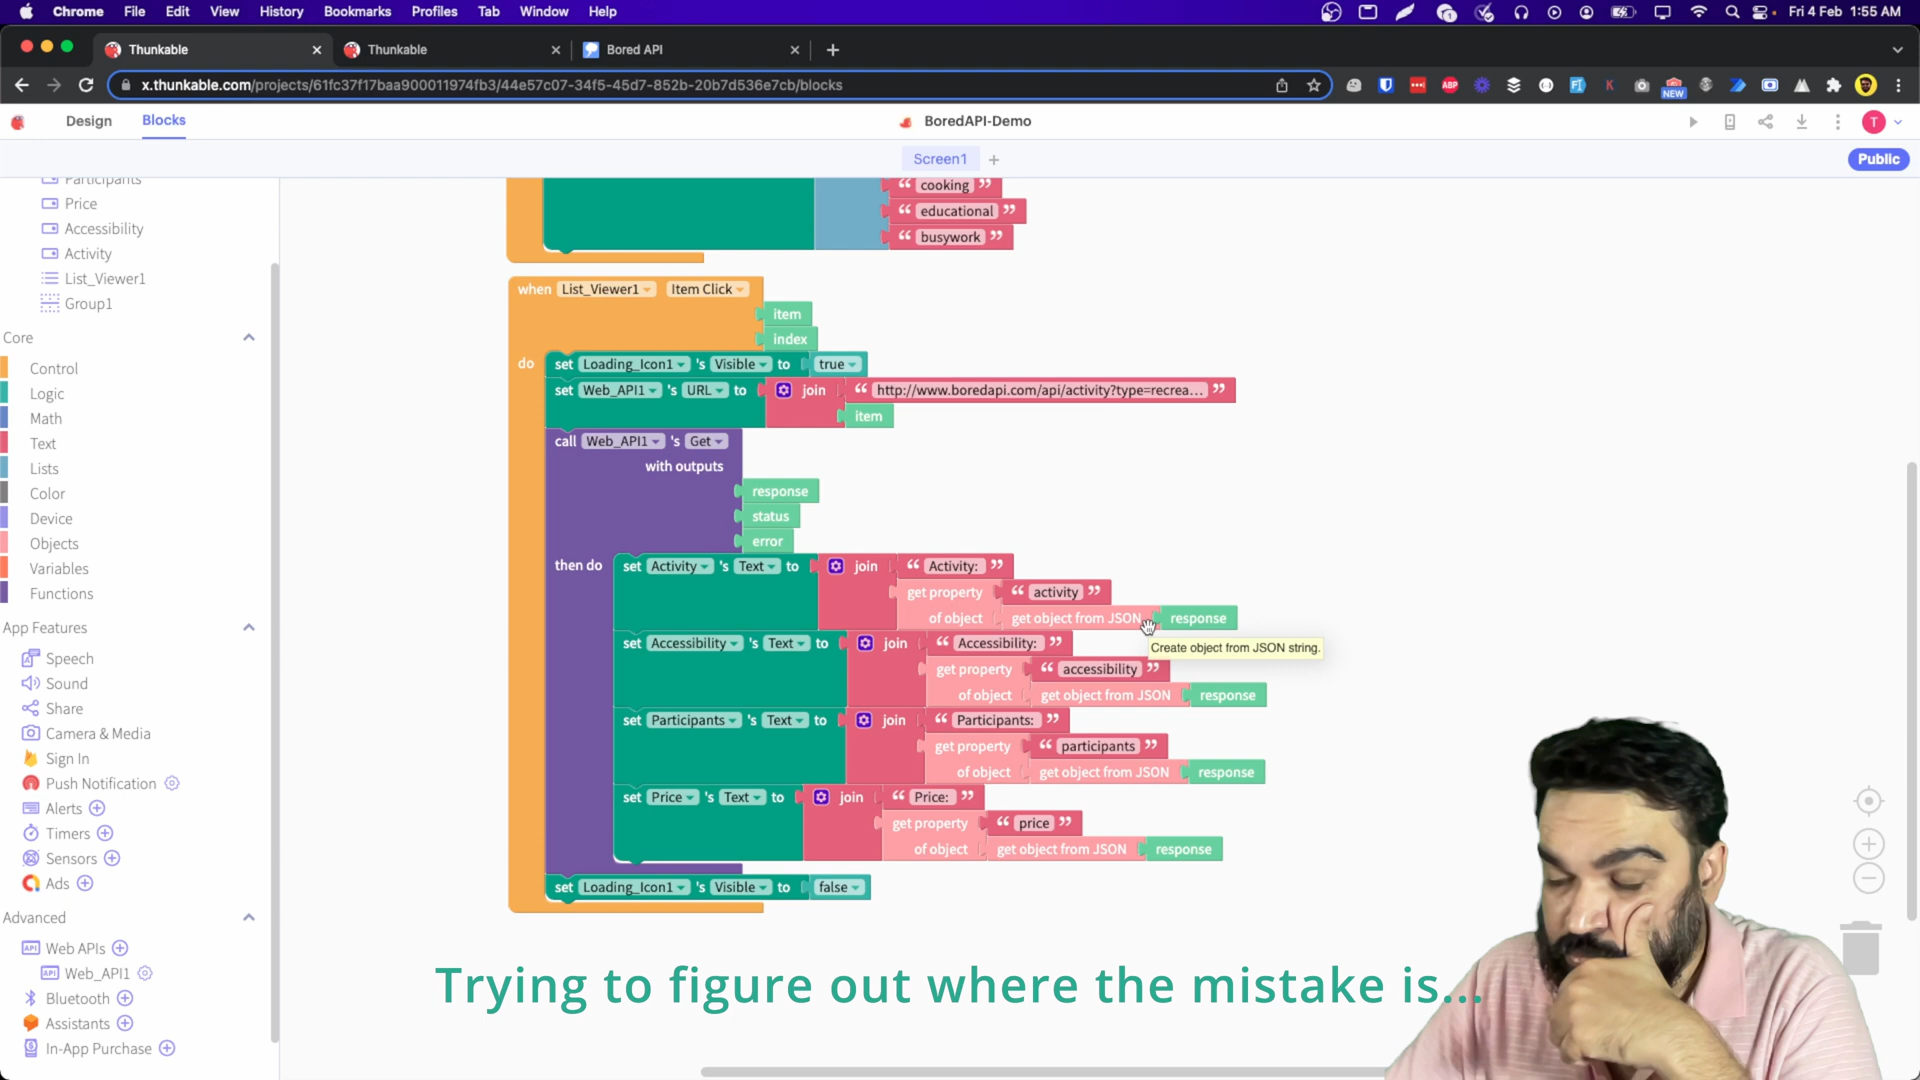 Chrome File Edit View History Bookmarks Profiles Tab Window Help
1
Fri 4 Feb 1:55 AM
Thunkable
Thunkable
Bored API
x.thunkable.com/projects/61fc37f17baa900011974fb3/44e57c07-34f5-45d7-852b-20b7d536e7cb/blocks
ABP
K
NEW
Design Blocks
BoredAPI-Demo
T
Screen1
Public
Participants
Price
Accessibility
Activity
List_Viewer1
Group1
Core
Control
Logic
Math
Text
Lists
Color
Device
Objects
Variables
Functions
App Features
Speech
Sound
Share
Camera & Media
Sign In
Push Notification
Alerts
Timers
Sensors
Ads
Advanced
API Web APIs
API Web_API1
Bluetooth
Assistants
In-App Purchase
“ cooking ”
“ educational ”
“ busywork ”
when List_Viewer1 Item Click
item
index
do set Loading_Icon1 's Visible to true
set Web_API1 's URL to join “ http://www.boredapi.com/api/activity?type=recrea... ”
item
call Web_API1 's Get
with outputs
response
status
error
then do set Activity 's Text to join “ Activity: ”
get property “ activity ”
of object get object from JSON response
Create object from JSON string.
set Accessibility 's Text to join “ Accessibility: ”
get property “ accessibility ”
of object get object from JSON response
set Participants 's Text to join “ Participants: ”
get property “ participants ”
of object get object from JSON response
set Price 's Text to join “ Price: ”
get property “ price ”
of object get object from JSON response
set Loading_Icon1 's Visible to false
Trying to figure out where the mistake is...